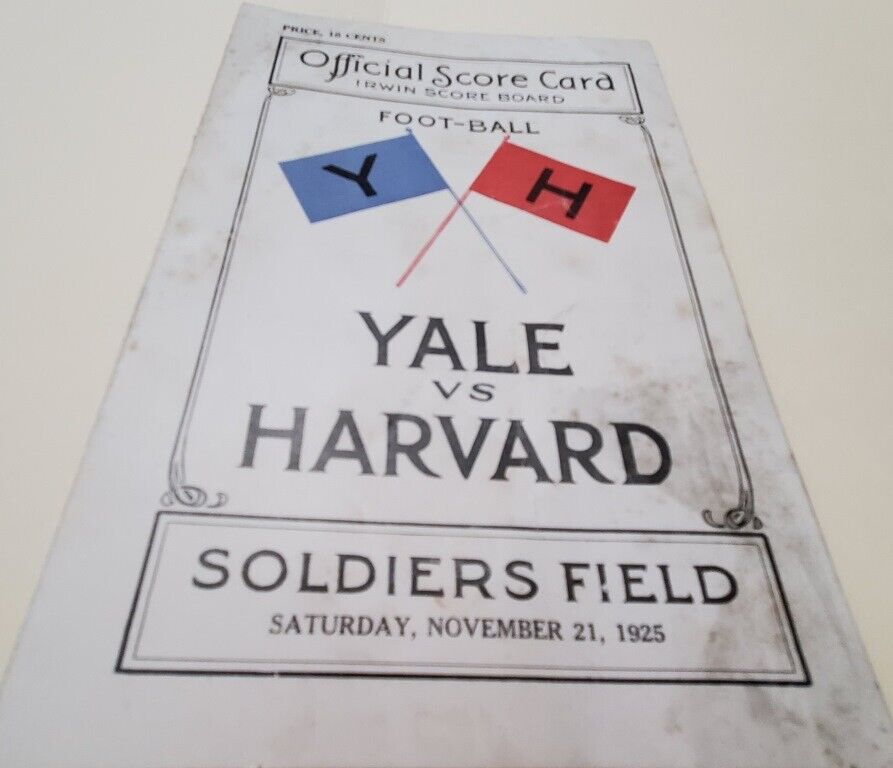 PRICE, 10 CENTS
Official Score Card
IRWIN SCORE BOARD
FOOT-BALL
Y H
YALE
VS
HARVARD
SOLDIERS FIELD
SATURDAY, NOVEMBER 21, 1925